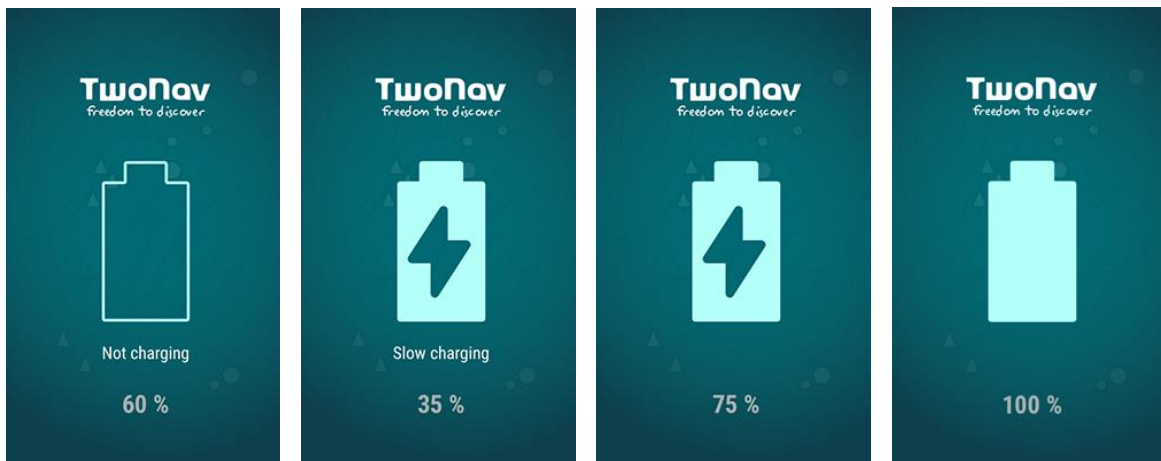 TwoNav
freedom to discover
Not charging
60 %
TwoNav
freedom to discover
Slow charging
35 %
TwoNav
freedom to discover
75 %
TwoNav
freedom to discover
100 %